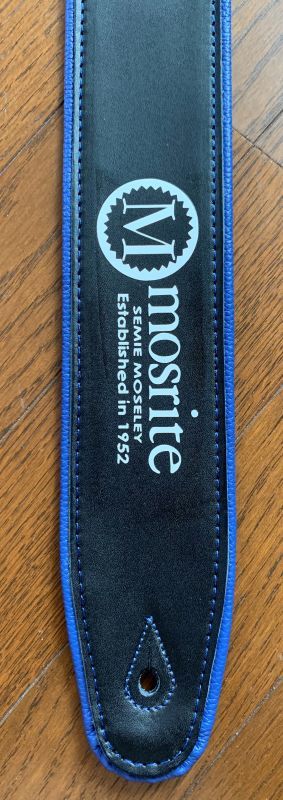 M
mosrite
SEMIE MOSELEY
Established in 1952